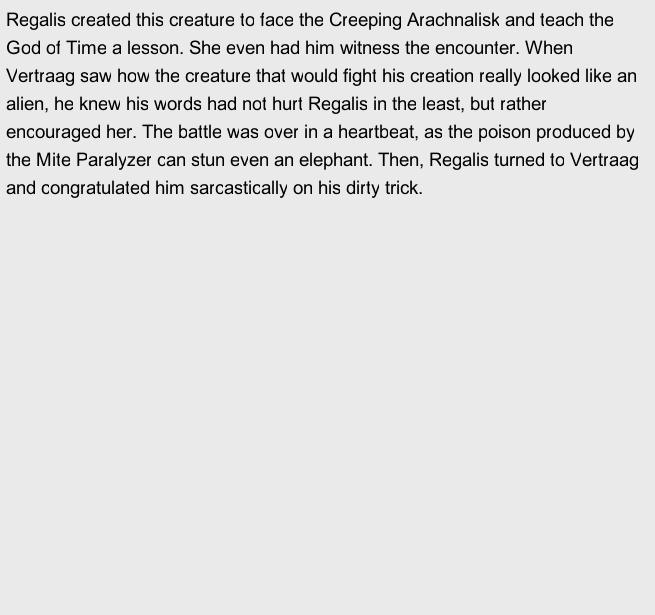 Regalis created this creature to face the Creeping Arachnalisk and teach the
God of Time a lesson. She even had him witness the encounter. When
Vertraag saw how the creature that would fight his creation really looked like an
alien, he knew his words had not hurt Regalis in the least, but rather
encouraged her. The battle was over in a heartbeat, as the poison produced by
the Mite Paralyzer can stun even an elephant. Then, Regalis turned to Vertraag
and congratulated him sarcastically on his dirty trick.